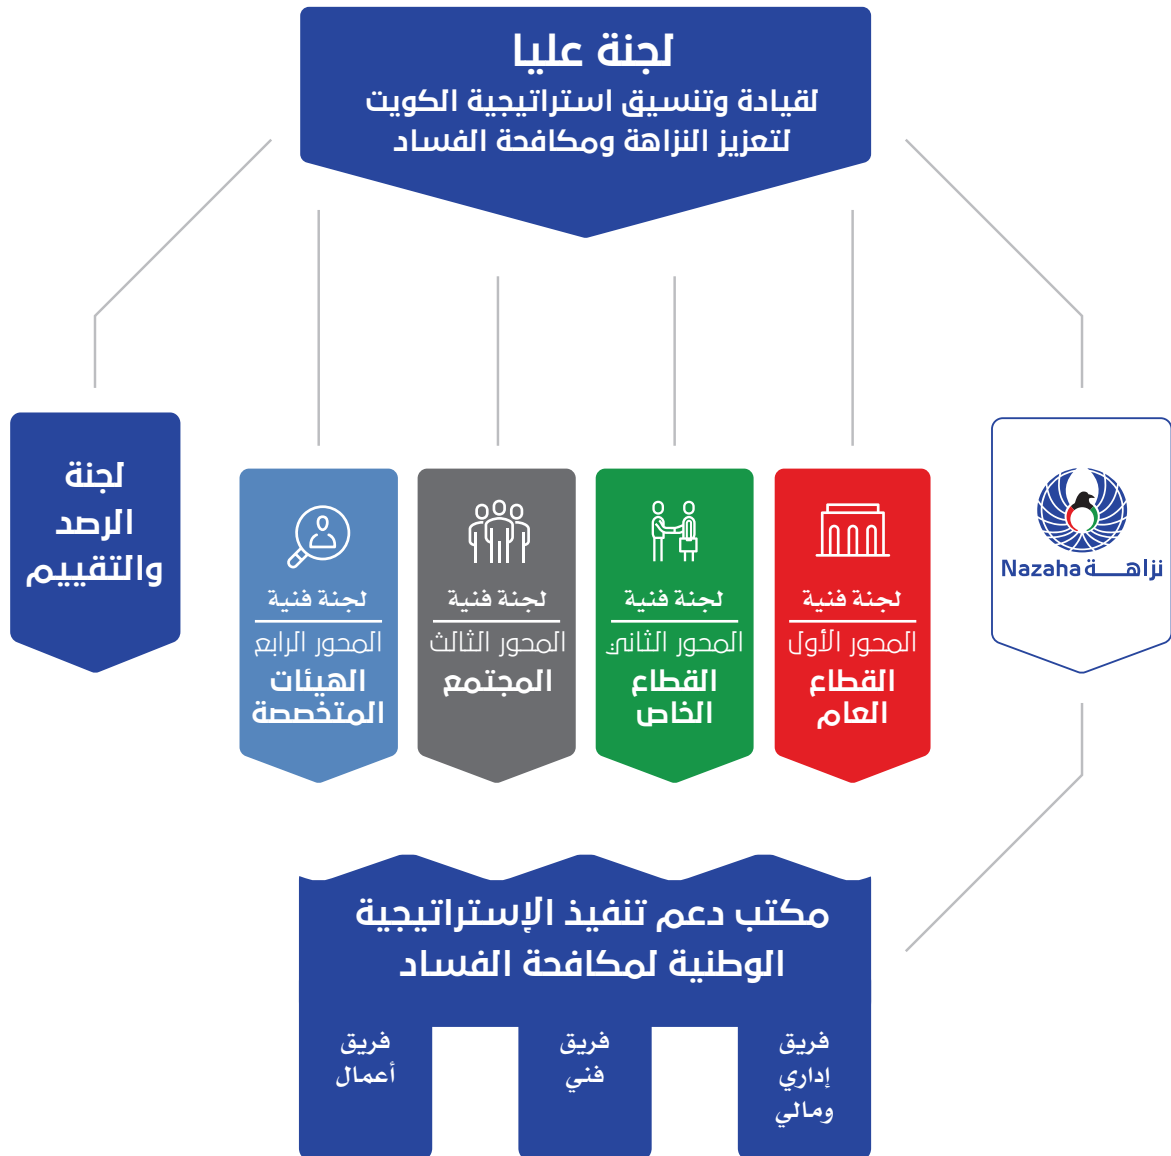 لجنة عليا
لقيادة وتنسيق استراتيجية الكويت
لتعزيز النزاهة ومكافحة الفساد
نزاهــة Nazaha
لجنة فنية
المحور الأول
القطاع
العام
لجنة فنية
المحور الثاني
القطاع
الخاص
لجنة فنية
المحور الثالث
المجتمع
لجنة فنية
المحور الرابع
الهيئات
المتخصصة
لجنة
الرصد
والتقييم
مكتب دعم تنفيذ الإستراتيجية
الوطنية لمكافحة الفساد
فريق
إداري
ومالي
فريق
فني
فريق
أعمال